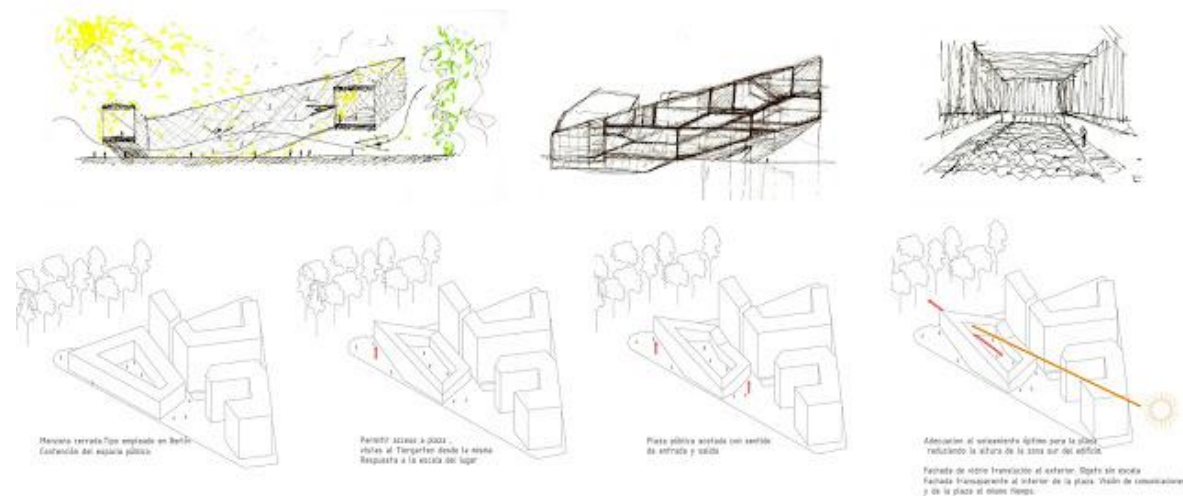 Manzana cerrada.Tipo empleado en Berlín
Contención del espacio público
Permitir acceso a plaza ,
vistas al Tiergarten desde la misma
Respuesta a la escala del lugar
Plaza pública acotada con sentido
de entrada y salida
Adecuacion al soleamiento óptimo para la plaza
reduciendo la altura de la zona sur del edificio.
Fachada de vidrio translúcido al exterior. Objeto sin escala
Fachada transparente al interior de la plaza. Visión de comunicaciones
y de la plaza al mismo tiempo.